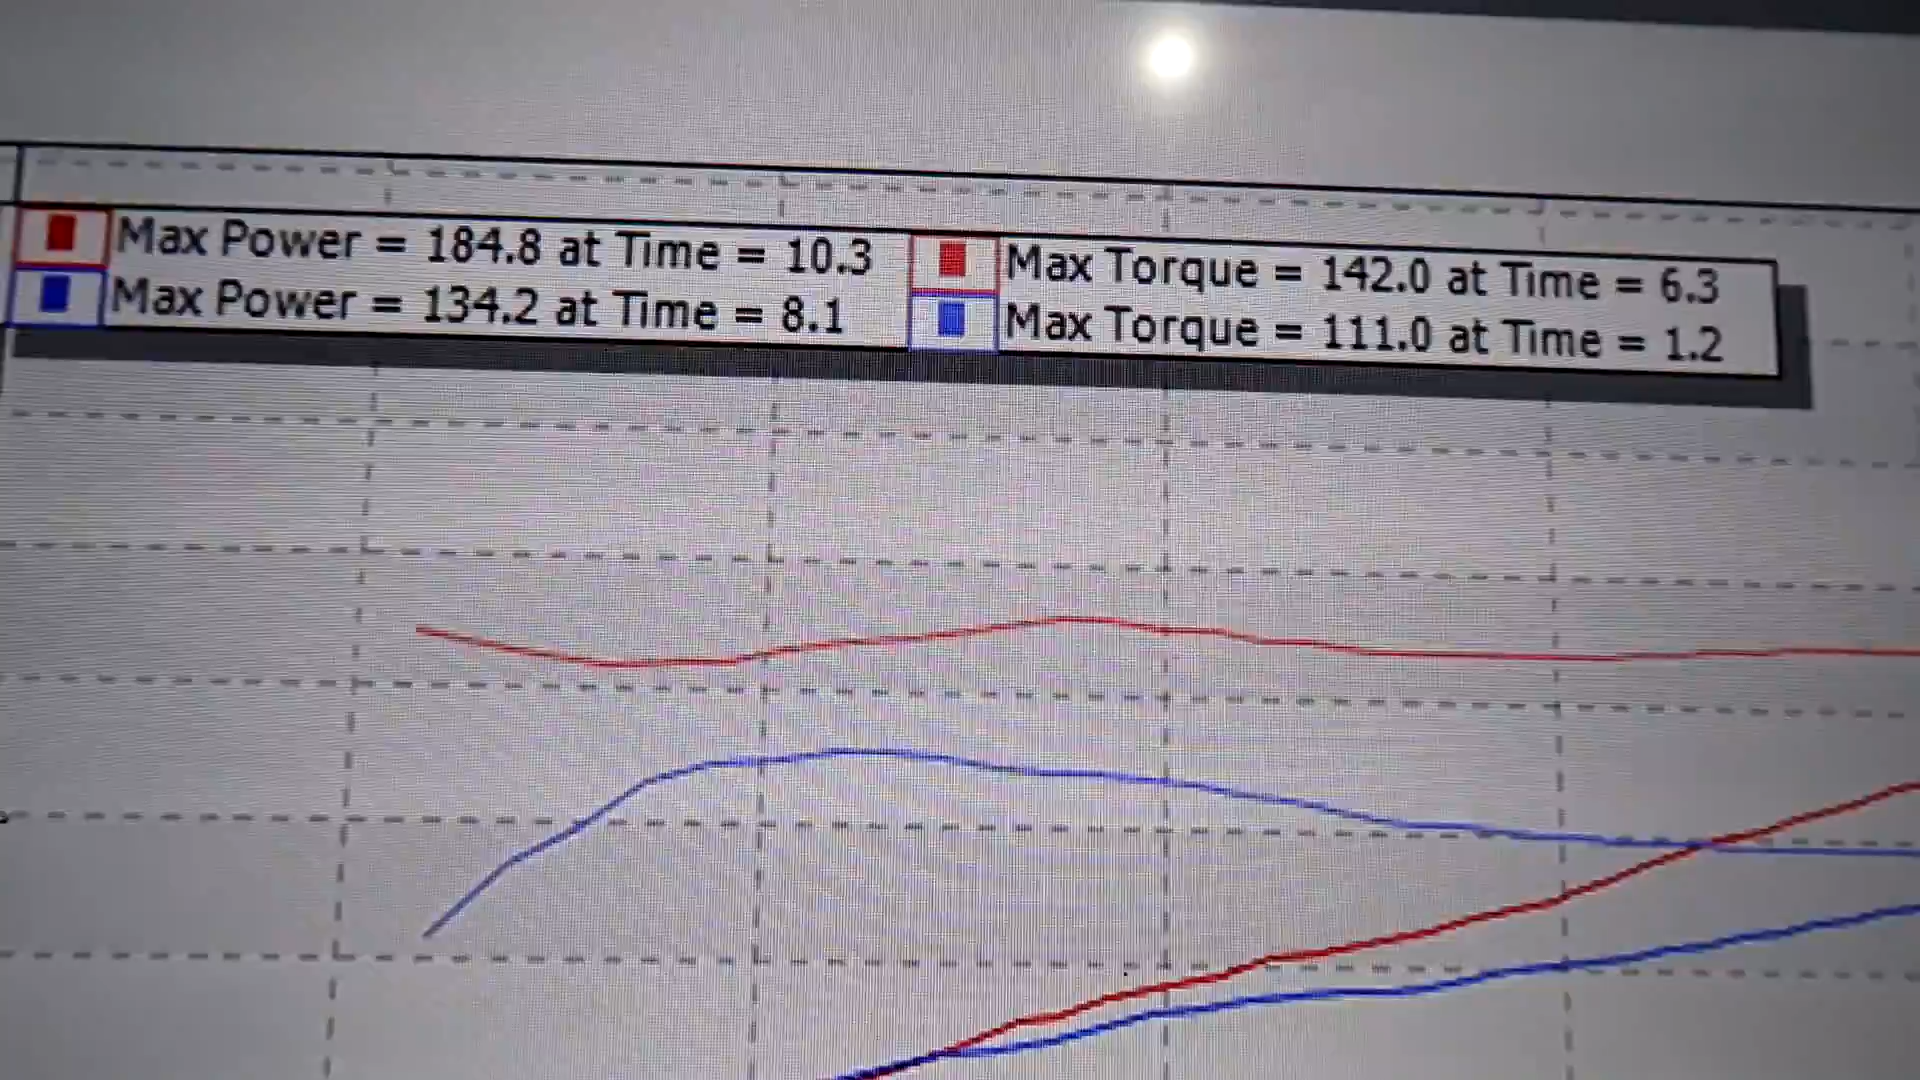 Max Power = 184.8 at Time = 10.3 Max Torque = 142.0 at Time = 6.3
Max Power = 134.2 at Time = 8.1 Max Torque = 111.0 at Time = 1.2